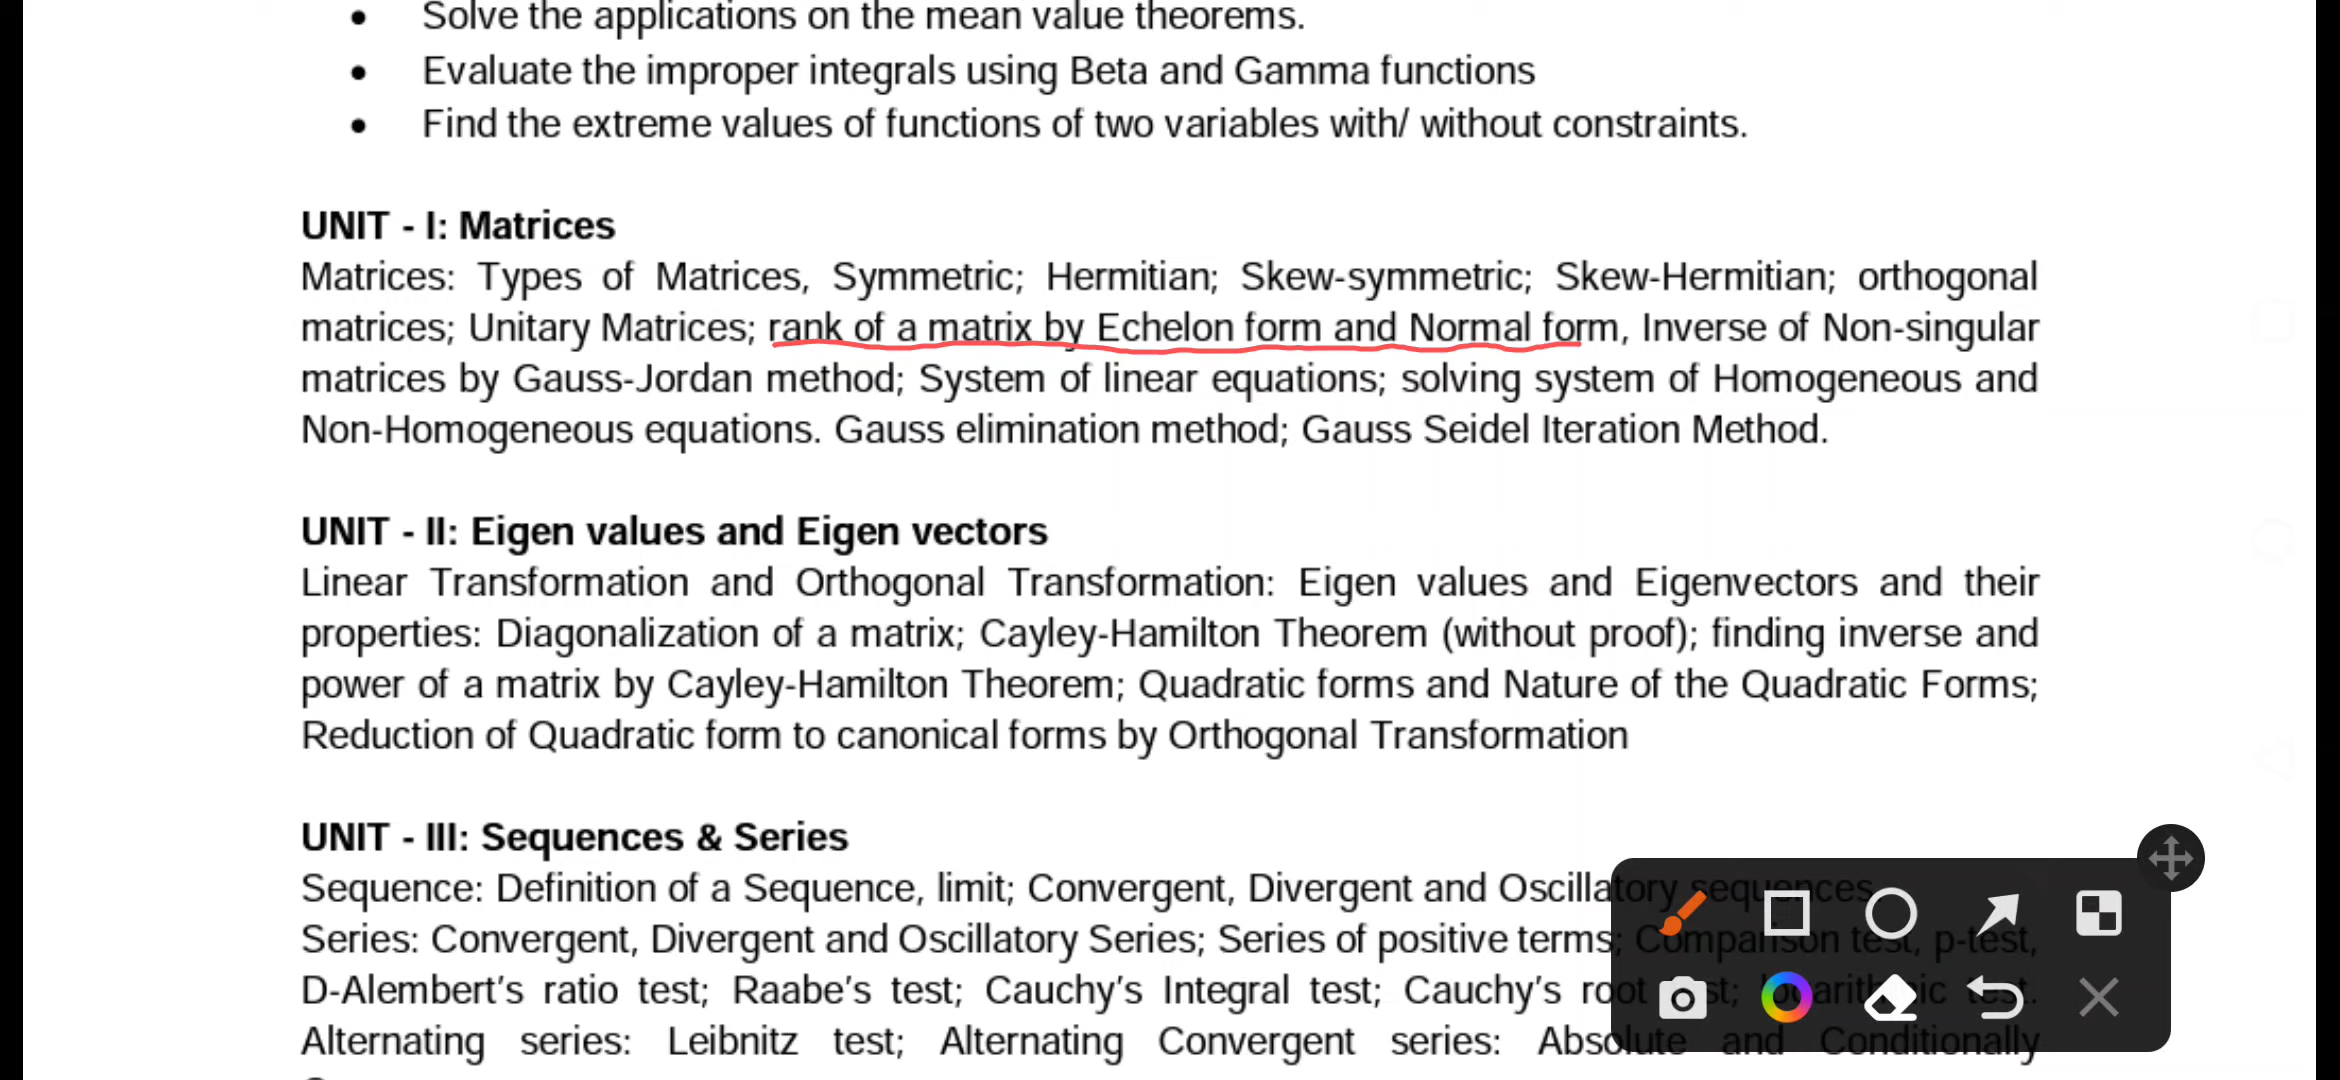 • Solve the applications on the mean value theorems.
• Evaluate the improper integrals using Beta and Gamma functions
• Find the extreme values of functions of two variables with/ without constraints.
UNIT - I: Matrices
Matrices: Types of Matrices, Symmetric; Hermitian; Skew-symmetric; Skew-Hermitian; orthogonal
matrices; Unitary Matrices; rank of a matrix by Echelon form and Normal form, Inverse of Non-singular
matrices by Gauss-Jordan method; System of linear equations; solving system of Homogeneous and
Non-Homogeneous equations. Gauss elimination method; Gauss Seidel Iteration Method.
UNIT - II: Eigen values and Eigen vectors
Linear Transformation and Orthogonal Transformation: Eigen values and Eigenvectors and their
properties: Diagonalization of a matrix; Cayley-Hamilton Theorem (without proof); finding inverse and
power of a matrix by Cayley-Hamilton Theorem; Quadratic forms and Nature of the Quadratic Forms;
Reduction of Quadratic form to canonical forms by Orthogonal Transformation
UNIT - III: Sequences & Series
Sequence: Definition of a Sequence, limit; Convergent, Divergent and Oscillatory sequences.
Series: Convergent, Divergent and Oscillatory Series; Series of positive terms; Comparison test, p-test,
D-Alembert's ratio test; Raabe's test; Cauchy's Integral test; Cauchy's root test; logarithmic test.
Alternating series: Leibnitz test; Alternating Convergent series: Absolute and Conditionally